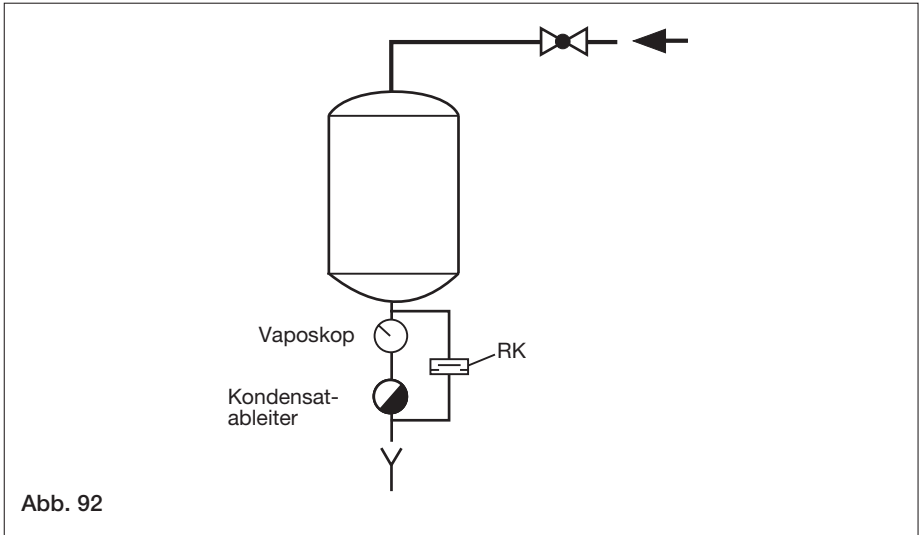 Vaposkop
RK
Kondensat-
ableiter
Abb. 92